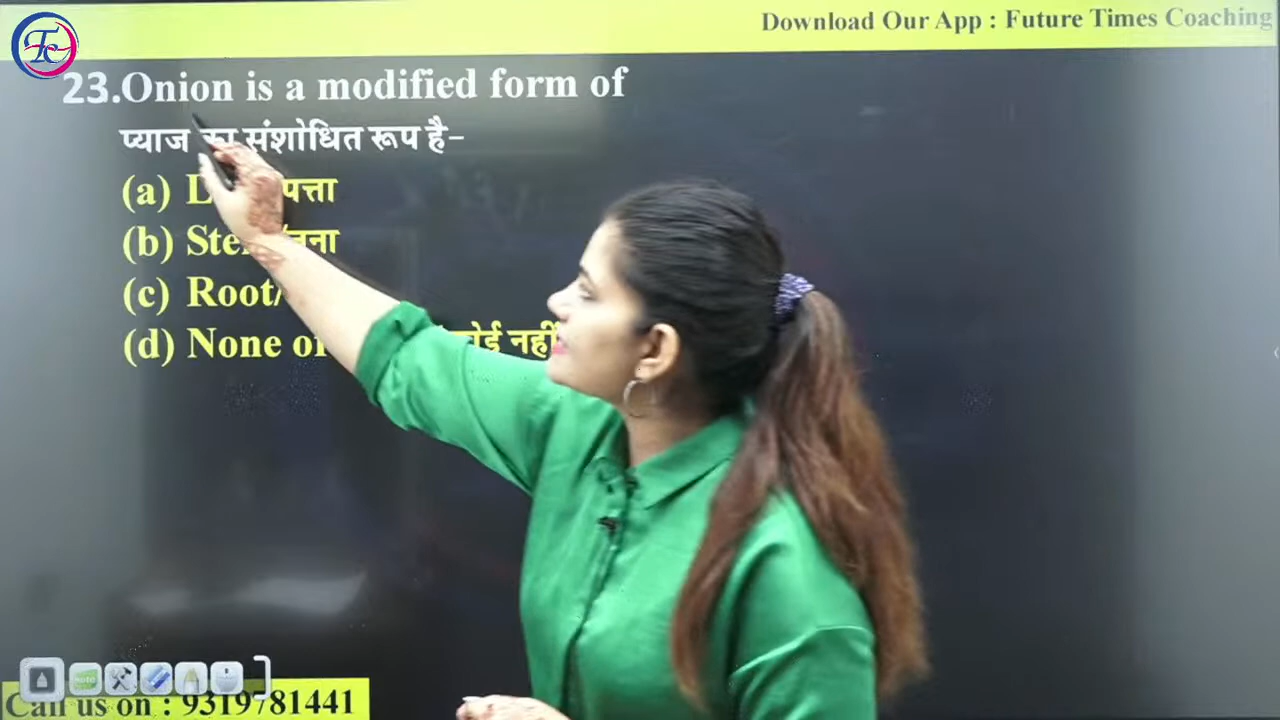 Download Our App : Future Times Coaching
Tc
23.Onion is a modified form of
प्याज का संशोधित रूप है-
(a) पत्ता
(b)
(c) Root/
(d) None of कोई नहीं
Call us on : 9319781441